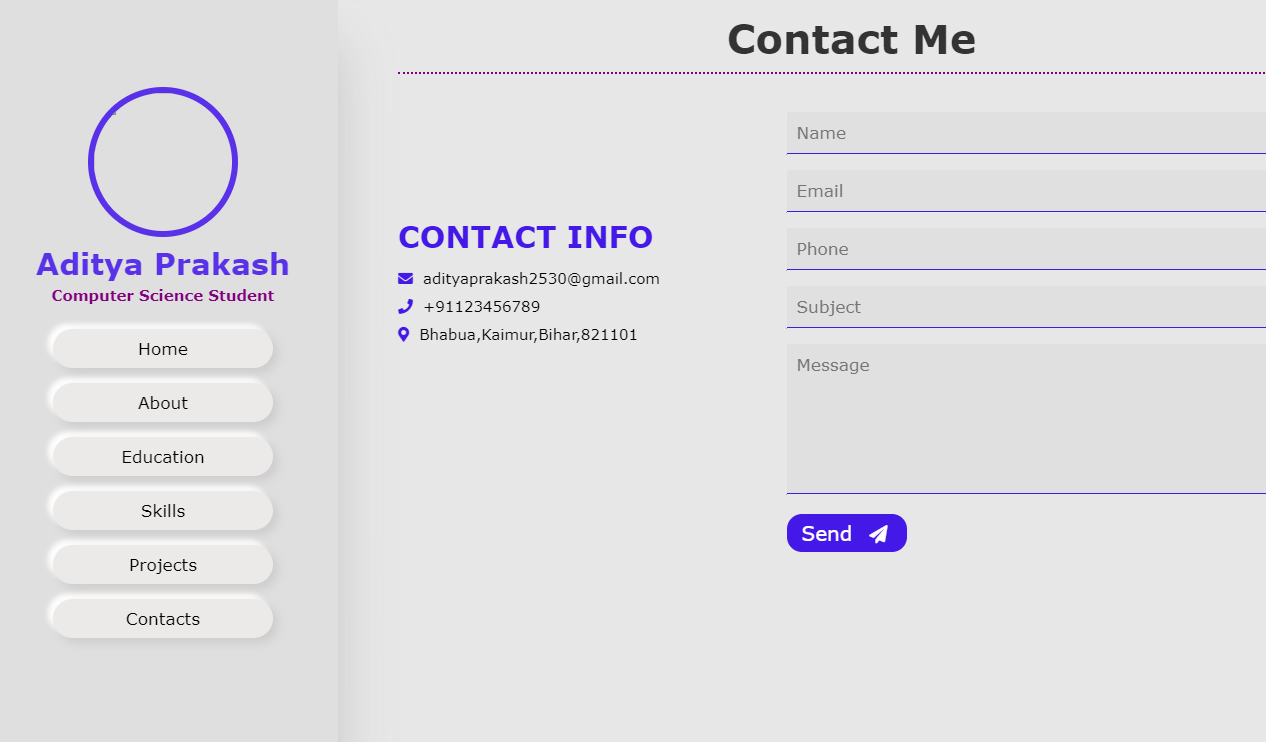 Aditya Prakash
Computer Science Student
Home
About
Education
Skills
Projects
Contacts
Contact Me
CONTACT INFO
adityaprakash2530@gmail.com
+91123456789
Bhabua,Kaimur,Bihar,821101
Name
Email
Phone
Subject
Message
Send